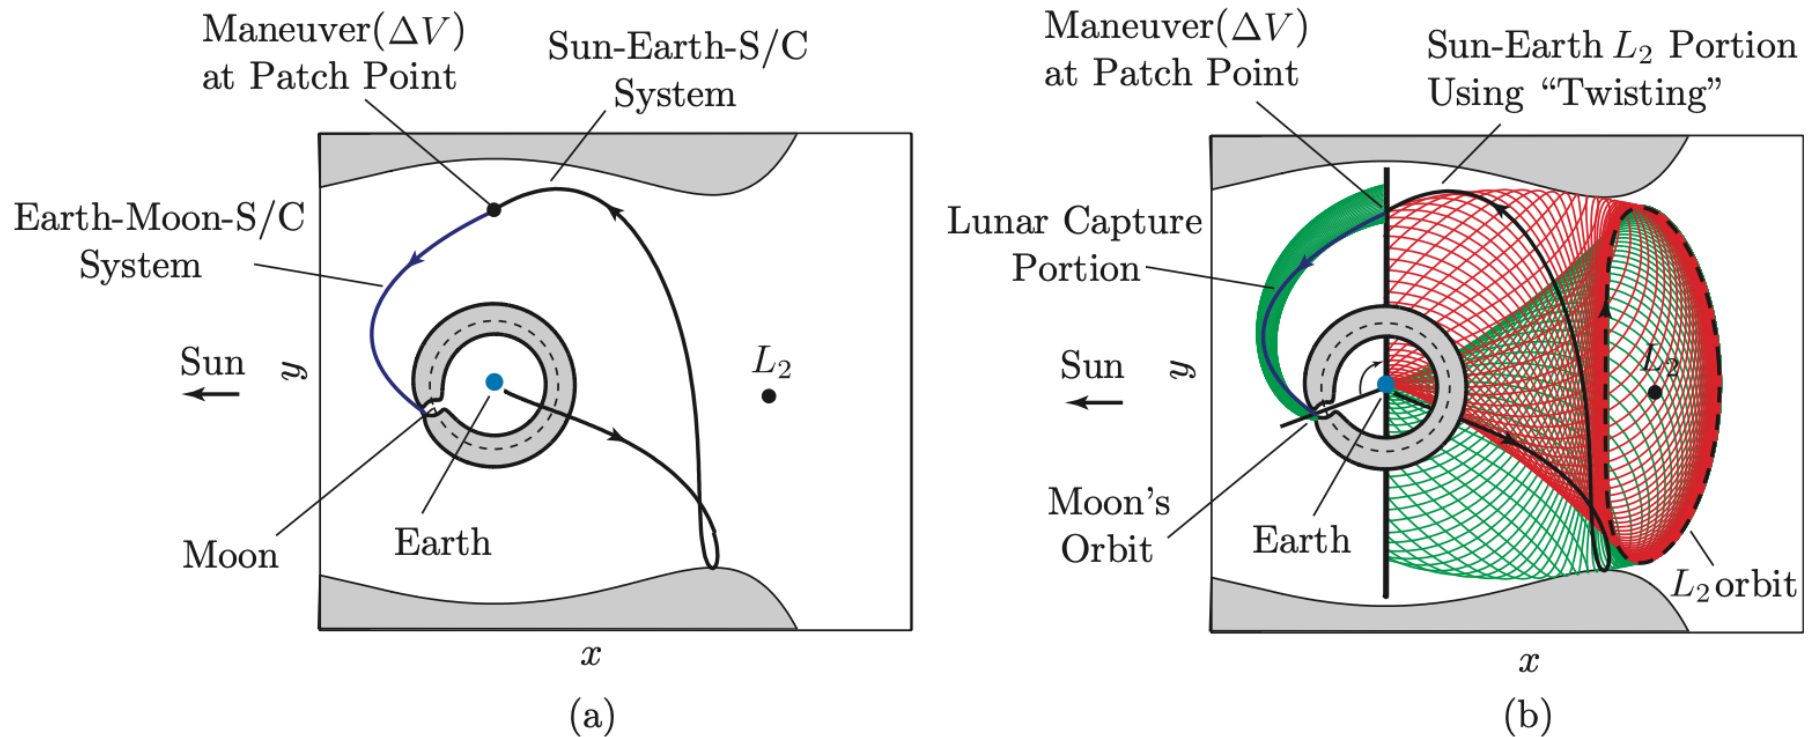 Maneuver(ΔV)
at Patch Point
Sun-Earth-S/C
System
Earth-Moon-S/C
System
Sun
y
L₂
Moon
Earth
x
(a)
Maneuver(ΔV)
at Patch Point
Sun-Earth L₂ Portion
Using “Twisting”
Lunar Capture
Portion
Sun
y
L₂
Moon's
Orbit
Earth
L₂ orbit
x
(b)